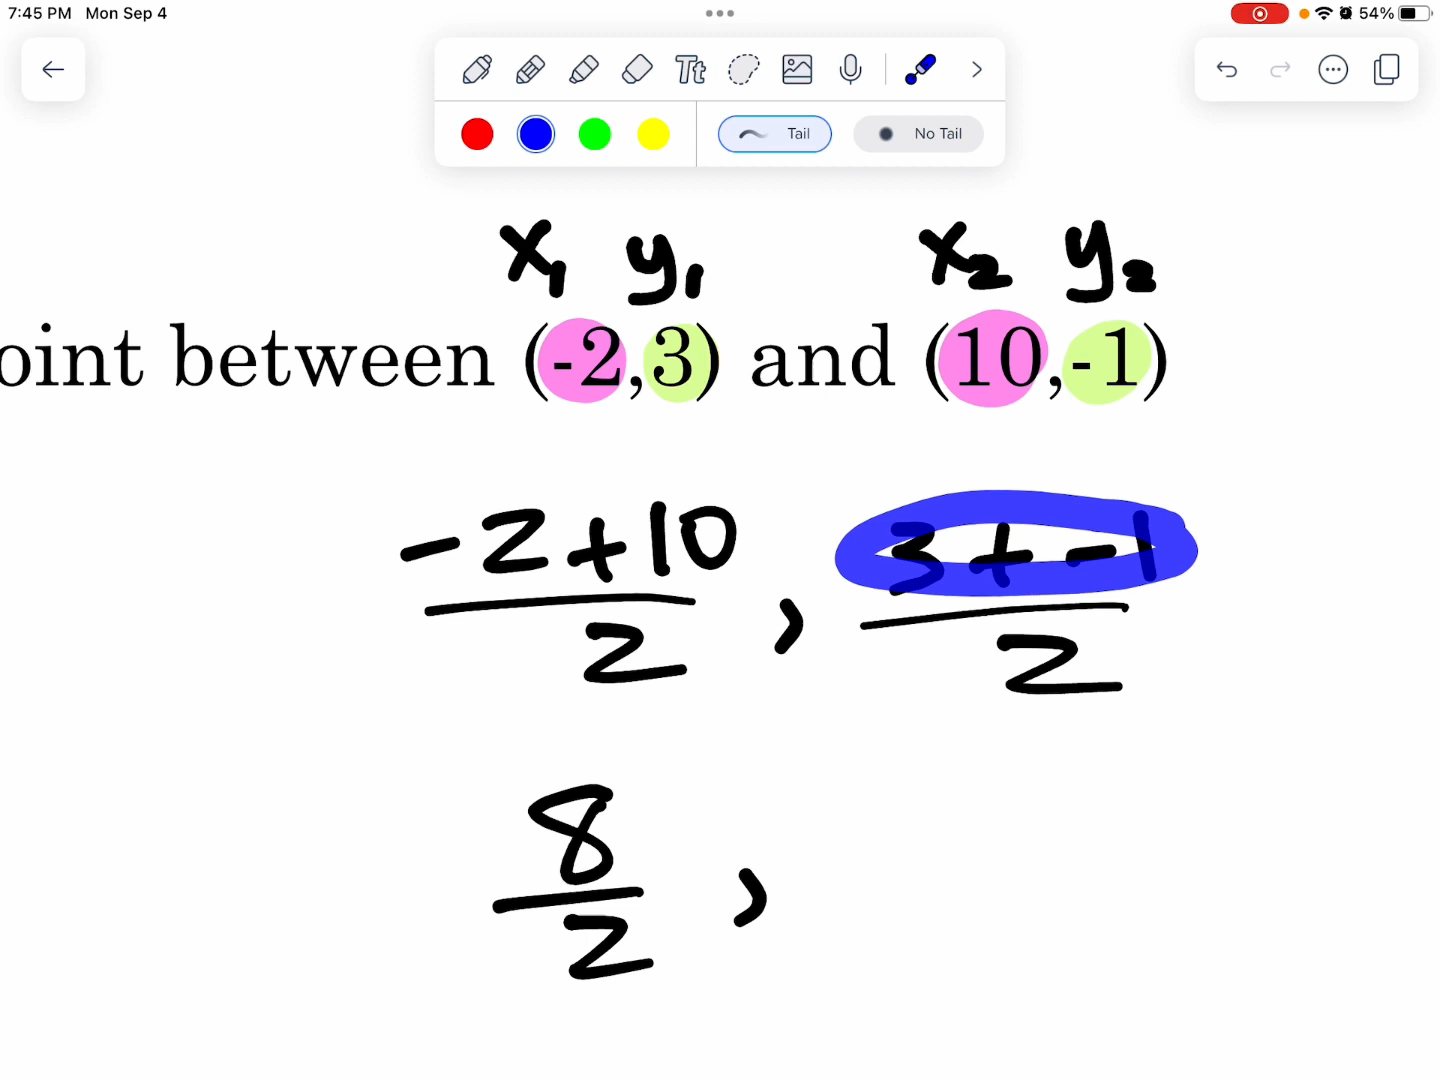 7:45 PM Mon Sep 4
54%
Tt
Tail
No Tail
x₁ y₁ x₂ y₂
oint between (-2,3) and (10,-1)
-2+10 , 3+-1
2 2
8 ,
2